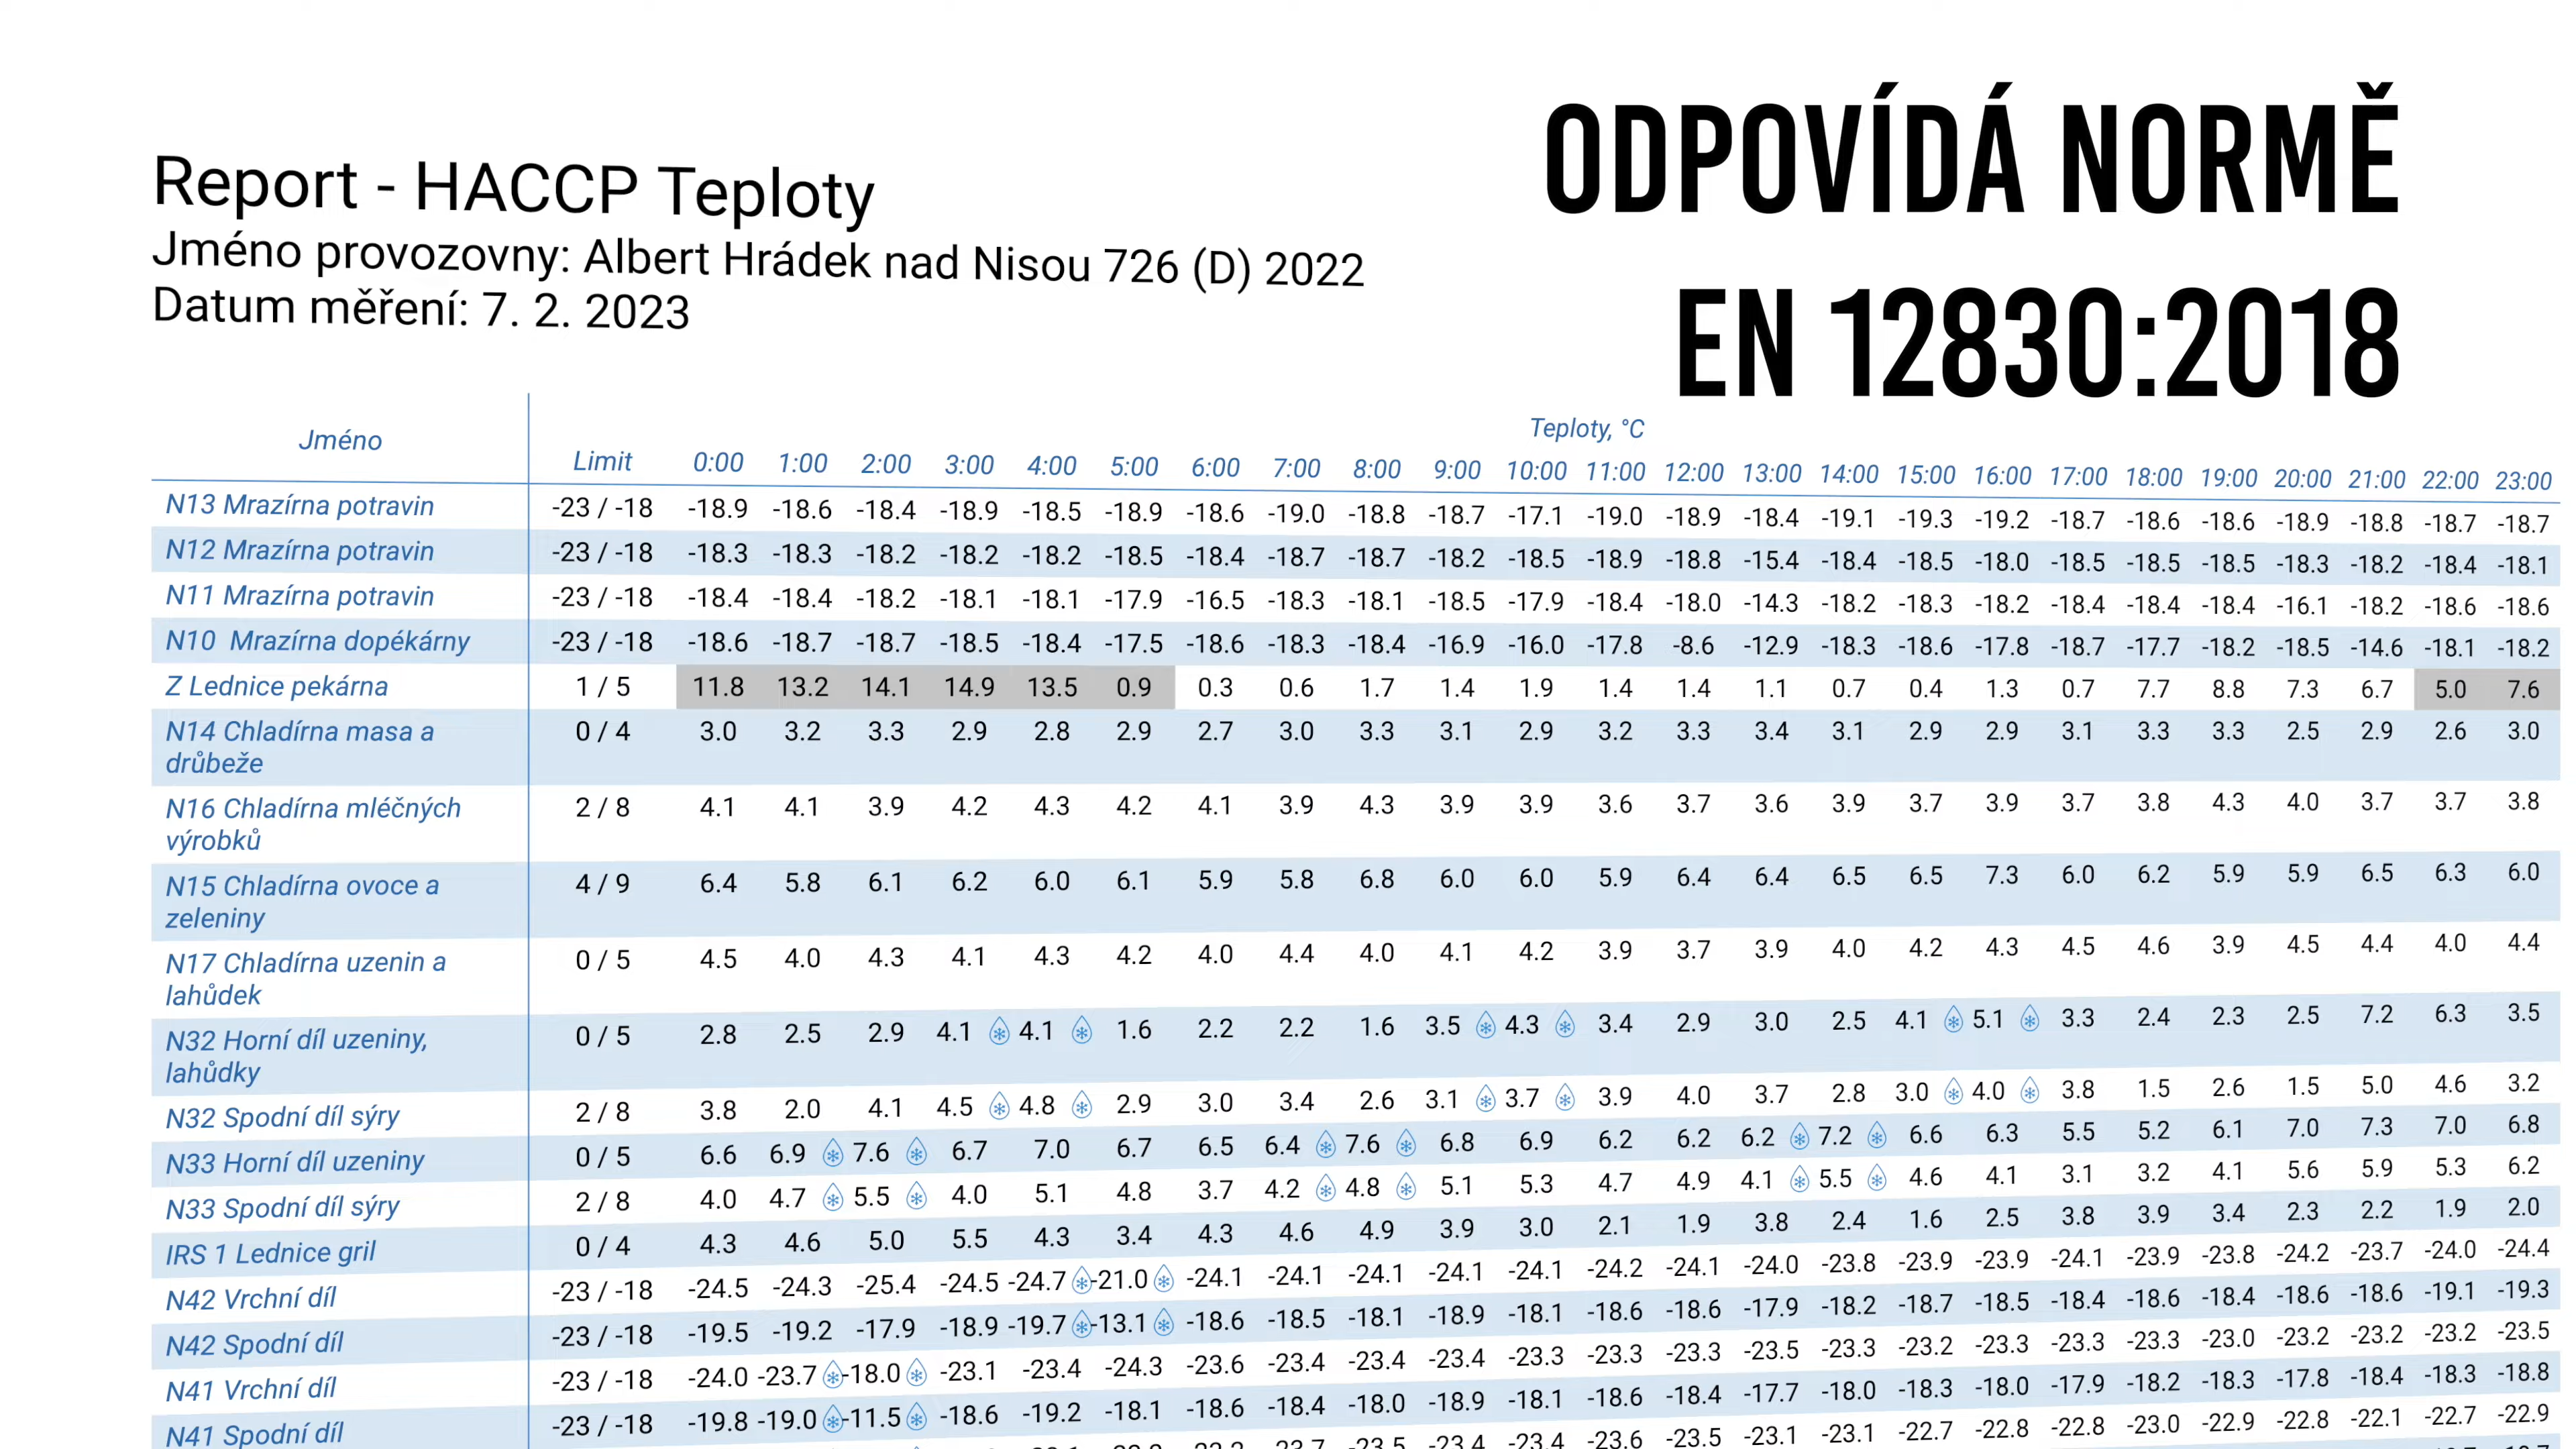 ODPOVÍDÁ NORMĚ
EN 12830:2018
Report - HACCP Teploty
Jméno provozovny: Albert Hrádek nad Nisou 726 (D) 2022
Datum měření: 7. 2. 2023
Teploty, °C
Jméno Limit 0:00 1:00 2:00 3:00 4:00 5:00 6:00 7:00 8:00 9:00 10:00 11:00 12:00 13:00 14:00 15:00 16:00 17:00 18:00 19:00 20:00 21:00 22:00 23:00
N13 Mrazírna potravin -23 / -18 -18.9 -18.6 -18.4 -18.9 -18.5 -18.9 -18.6 -19.0 -18.8 -18.7 -17.1 -19.0 -18.9 -18.4 -19.1 -19.3 -19.2 -18.7 -18.6 -18.6 -18.9 -18.8 -18.7 -18.7
N12 Mrazírna potravin -23 / -18 -18.3 -18.3 -18.2 -18.2 -18.2 -18.5 -18.4 -18.7 -18.7 -18.2 -18.5 -18.9 -18.8 -15.4 -18.4 -18.5 -18.0 -18.5 -18.5 -18.5 -18.3 -18.2 -18.4 -18.1
N11 Mrazírna potravin -23 / -18 -18.4 -18.4 -18.2 -18.1 -18.1 -17.9 -16.5 -18.3 -18.1 -18.5 -17.9 -18.4 -18.0 -14.3 -18.2 -18.3 -18.2 -18.4 -18.4 -18.4 -16.1 -18.2 -18.6 -18.6
N10 Mrazírna dopékárny -23 / -18 -18.6 -18.7 -18.7 -18.5 -18.4 -17.5 -18.6 -18.3 -18.4 -16.9 -16.0 -17.8 -8.6 -12.9 -18.3 -18.6 -17.8 -18.7 -17.7 -18.2 -18.5 -14.6 -18.1 -18.2
Z Lednice pekárna 1 / 5 11.8 13.2 14.1 14.9 13.5 0.9 0.3 0.6 1.7 1.4 1.9 1.4 1.4 1.1 0.7 0.4 1.3 0.7 7.7 8.8 7.3 6.7 5.0 7.6
N14 Chladírna masa a 0 / 4 3.0 3.2 3.3 2.9 2.8 2.9 2.7 3.0 3.3 3.1 2.9 3.2 3.3 3.4 3.1 2.9 2.9 3.1 3.3 3.3 2.5 2.9 2.6 3.0
drůbeže
N16 Chladírna mléčných 2 / 8 4.1 4.1 3.9 4.2 4.3 4.2 4.1 3.9 4.3 3.9 3.9 3.6 3.7 3.6 3.9 3.7 3.9 3.7 3.8 4.3 4.0 3.7 3.7 3.8
výrobků
N15 Chladírna ovoce a 4 / 9 6.4 5.8 6.1 6.2 6.0 6.1 5.9 5.8 6.8 6.0 6.0 5.9 6.4 6.4 6.5 6.5 7.3 6.0 6.2 5.9 5.9 6.5 6.3 6.0
zeleniny
N17 Chladírna uzenin a 0 / 5 4.5 4.0 4.3 4.1 4.3 4.2 4.0 4.4 4.0 4.1 4.2 3.9 3.7 3.9 4.0 4.2 4.3 4.5 4.6 3.9 4.5 4.4 4.0 4.4
lahůdek
N32 Horní díl uzeniny, 0 / 5 2.8 2.5 2.9 4.1 4.1 1.6 2.2 2.2 1.6 3.5 4.3 3.4 2.9 3.0 2.5 4.1 5.1 3.3 2.4 2.3 2.5 7.2 6.3 3.5
lahůdky
N32 Spodní díl sýry 2 / 8 3.8 2.0 4.1 4.5 4.8 2.9 3.0 3.4 2.6 3.1 3.7 3.9 4.0 3.7 2.8 3.0 4.0 3.8 1.5 2.6 1.5 5.0 4.6 3.2
N33 Horní díl uzeniny 0 / 5 6.6 6.9 7.6 6.7 7.0 6.7 6.5 6.4 7.6 6.8 6.9 6.2 6.2 6.2 7.2 6.6 6.3 5.5 5.2 6.1 7.0 7.3 7.0 6.8
N33 Spodní díl sýry 2 / 8 4.0 4.7 5.5 4.0 5.1 4.8 3.7 4.2 4.8 5.1 5.3 4.7 4.9 4.1 5.5 4.6 4.1 3.1 3.2 4.1 5.6 5.9 5.3 6.2
IRS 1 Lednice gril 0 / 4 4.3 4.6 5.0 5.5 4.3 3.4 4.3 4.6 4.9 3.9 3.0 2.1 1.9 3.8 2.4 1.6 2.5 3.8 3.9 3.4 2.3 2.2 1.9 2.0
N42 Vrchní díl -23 / -18 -24.5 -24.3 -25.4 -24.5 -24.7 -21.0 -24.1 -24.1 -24.1 -24.1 -24.1 -24.2 -24.1 -24.0 -23.8 -23.9 -23.9 -24.1 -23.9 -23.8 -24.2 -23.7 -24.0 -24.4
N42 Spodní díl -23 / -18 -19.5 -19.2 -17.9 -18.9 -19.7 -13.1 -18.6 -18.5 -18.1 -18.9 -18.1 -18.6 -18.6 -17.9 -18.2 -18.7 -18.5 -18.4 -18.6 -18.4 -18.6 -18.6 -19.1 -19.3
N41 Vrchní díl -23 / -18 -24.0 -23.7 -18.0 -23.1 -23.4 -24.3 -23.6 -23.4 -23.4 -23.4 -23.3 -23.3 -23.3 -23.5 -23.3 -23.2 -23.3 -23.3 -23.3 -23.0 -23.2 -23.2 -23.2 -23.5
N41 Spodní díl -23 / -18 -19.8 -19.0 -11.5 -18.6 -19.2 -18.1 -18.6 -18.4 -18.0 -18.9 -18.1 -18.6 -18.4 -17.7 -18.0 -18.3 -18.0 -17.9 -18.2 -18.3 -17.8 -18.4 -18.3 -18.8
-23.7 -23.5 -23.4 -23.4 -23.6 -23.5 -23.1 -23.1 -22.7 -22.8 -22.8 -23.0 -22.9 -22.8 -22.1 -22.7 -22.9